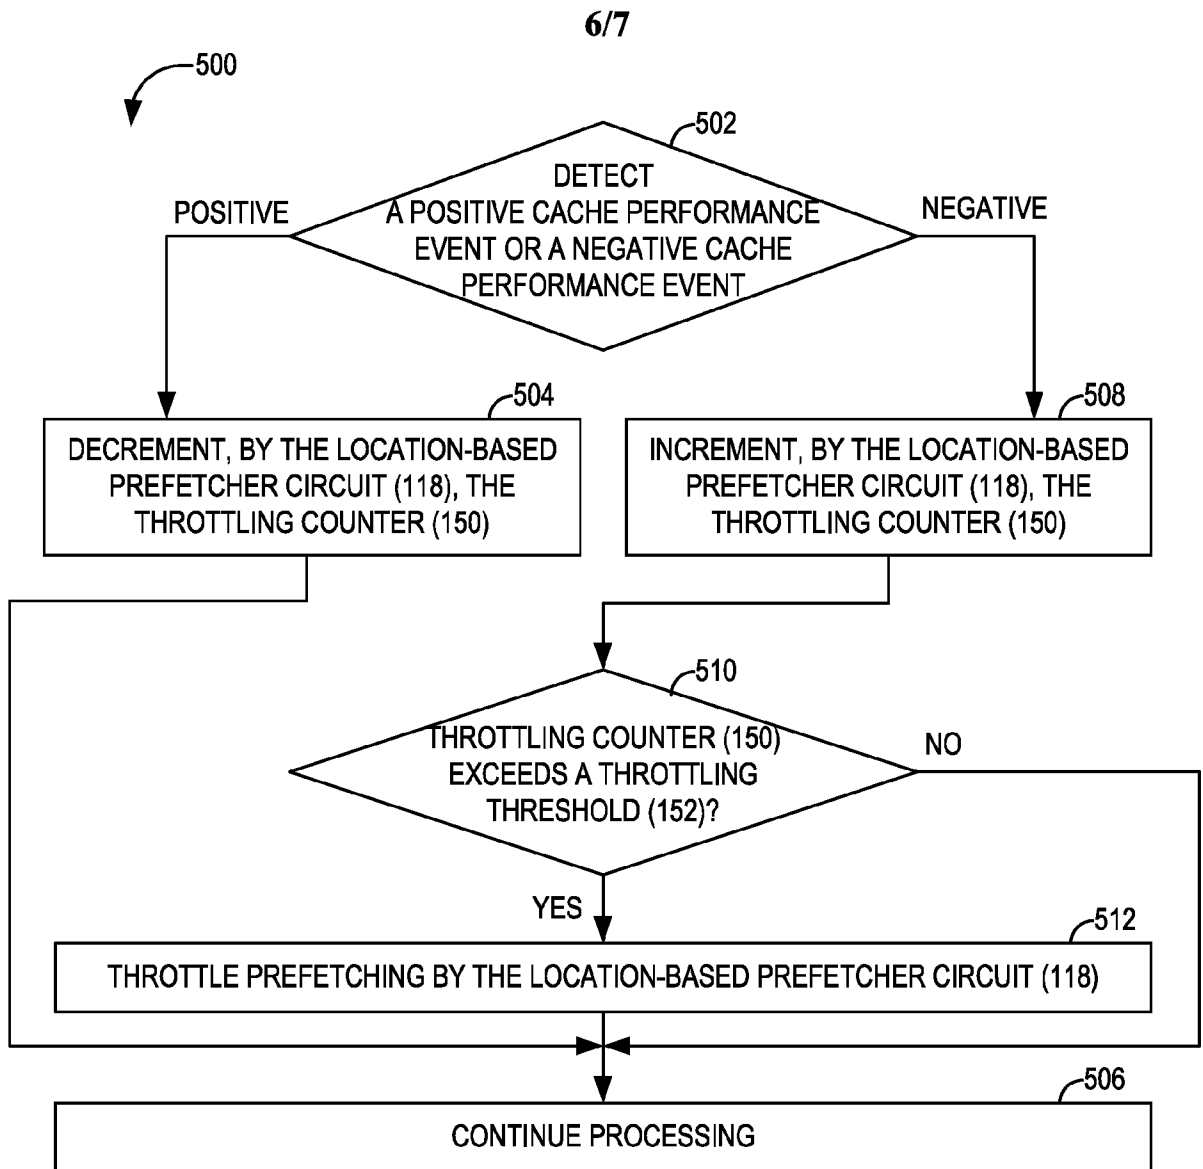 6/7
500
502
DETECT
A POSITIVE CACHE PERFORMANCE
EVENT OR A NEGATIVE CACHE
PERFORMANCE EVENT
POSITIVE
NEGATIVE
504
DECREMENT, BY THE LOCATION-BASED
PREFETCHER CIRCUIT (118), THE
THROTTLING COUNTER (150)
508
INCREMENT, BY THE LOCATION-BASED
PREFETCHER CIRCUIT (118), THE
THROTTLING COUNTER (150)
510
THROTTLING COUNTER (150)
EXCEEDS A THROTTLING
THRESHOLD (152)?
NO
YES
512
THROTTLE PREFETCHING BY THE LOCATION-BASED PREFETCHER CIRCUIT (118)
506
CONTINUE PROCESSING